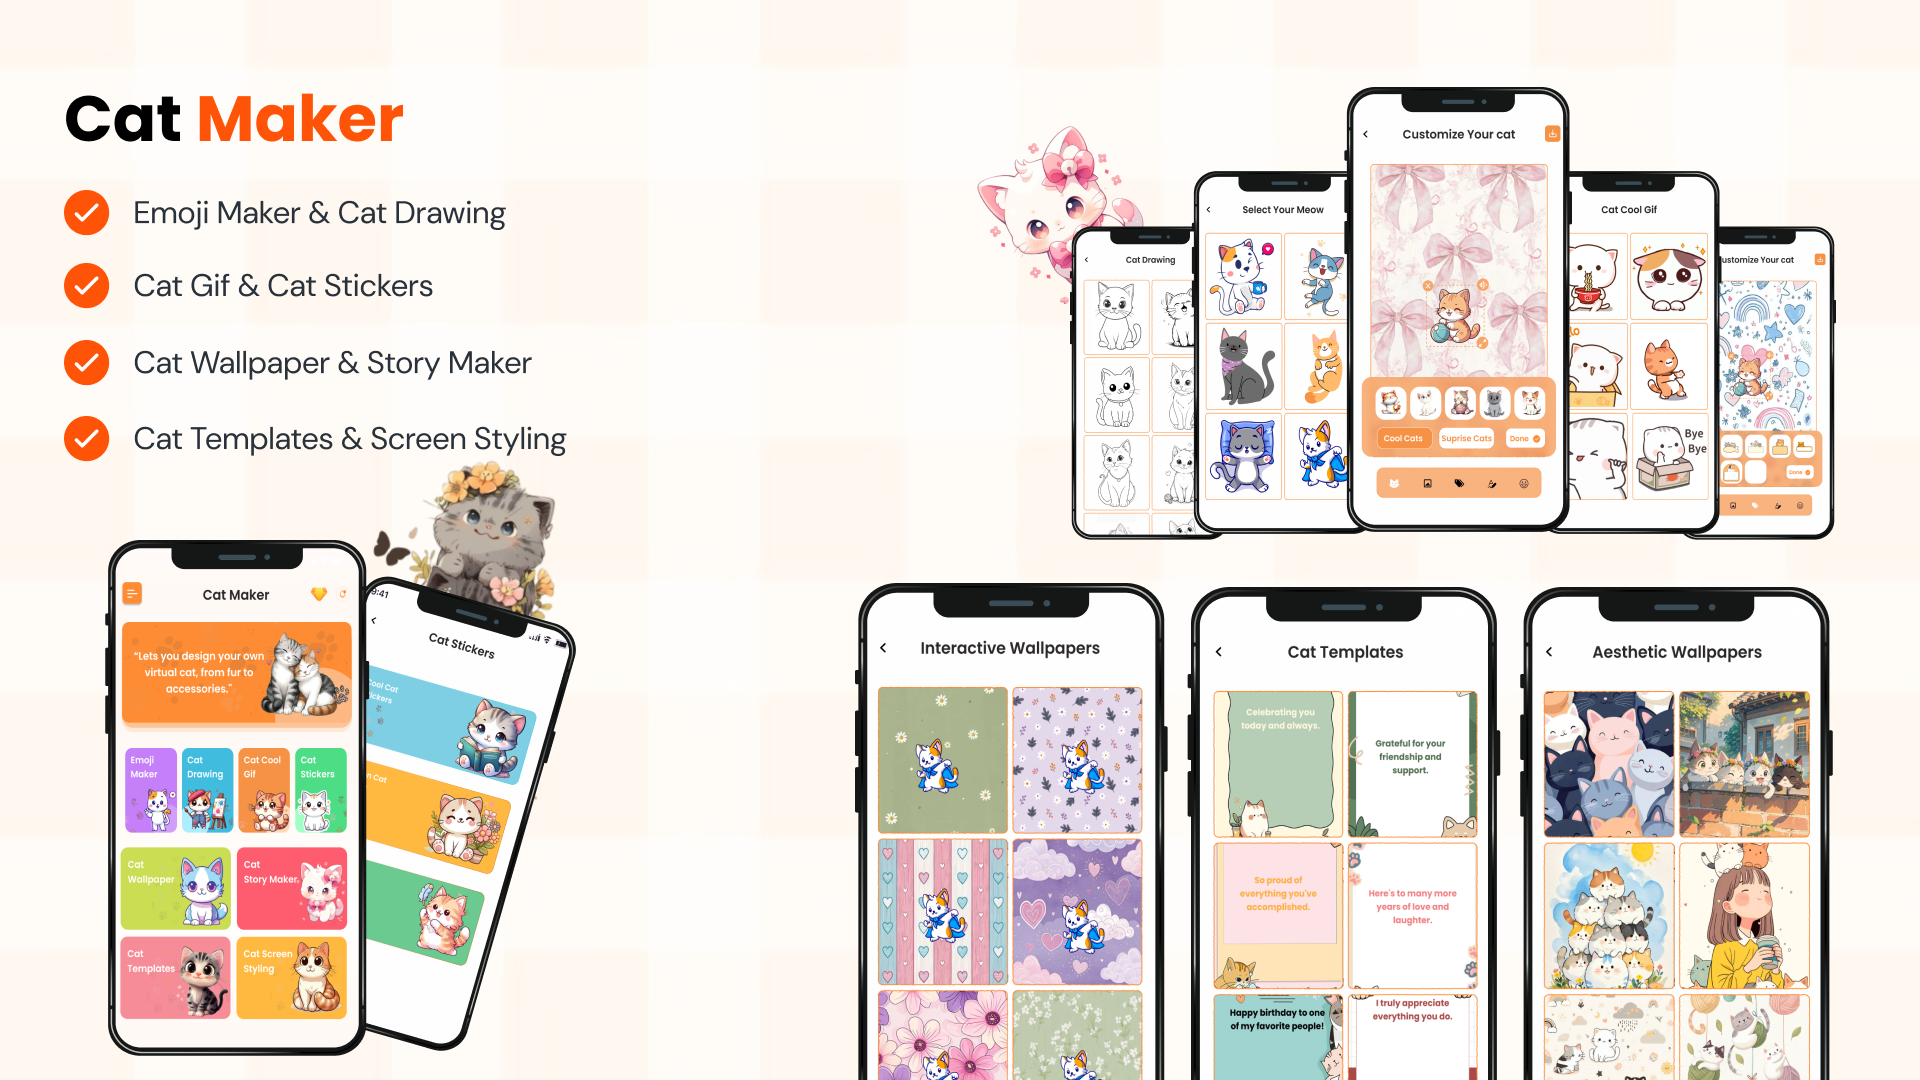 Cat Maker
Emoji Maker & Cat Drawing
Cat Gif & Cat Stickers
Cat Wallpaper & Story Maker
Cat Templates & Screen Styling
Cat Maker
“Lets you design your own
virtual cat, from fur to
accessories.”
Emoji
Maker
Cat
Drawing
Cat Cool
Gif
Cat
Stickers
Cat
Wallpaper
Cat
Story Maker
Cat
Templates
Cat Screen
Styling
9:41
Cat Stickers
Cool Cat
Cat
Cat Drawing
Select Your Meow
Customize Your cat
Cool Cats
Suprise Cats
Done
Cat Cool Gif
Bye
Bye
ustomize Your cat
Done
Interactive Wallpapers
Cat Templates
Celebrating you
today and always.
Grateful for your
friendship and
support.
So proud of
everything you've
accomplished.
Here's to many more
years of love and
laughter.
Happy birthday to one
of my favorite people!
I truly appreciate
everything you do.
Aesthetic Wallpapers